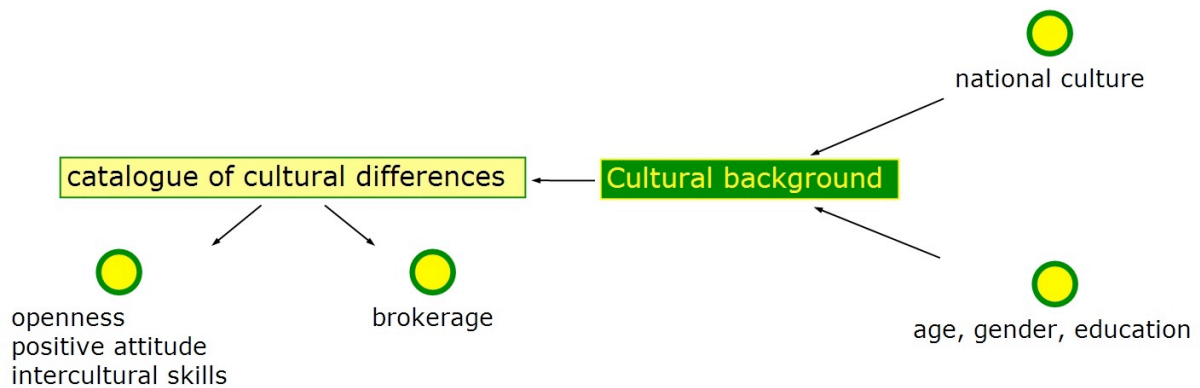 national culture
catalogue of cultural differences
Cultural background
openness
positive attitude
intercultural skills
brokerage
age, gender, education